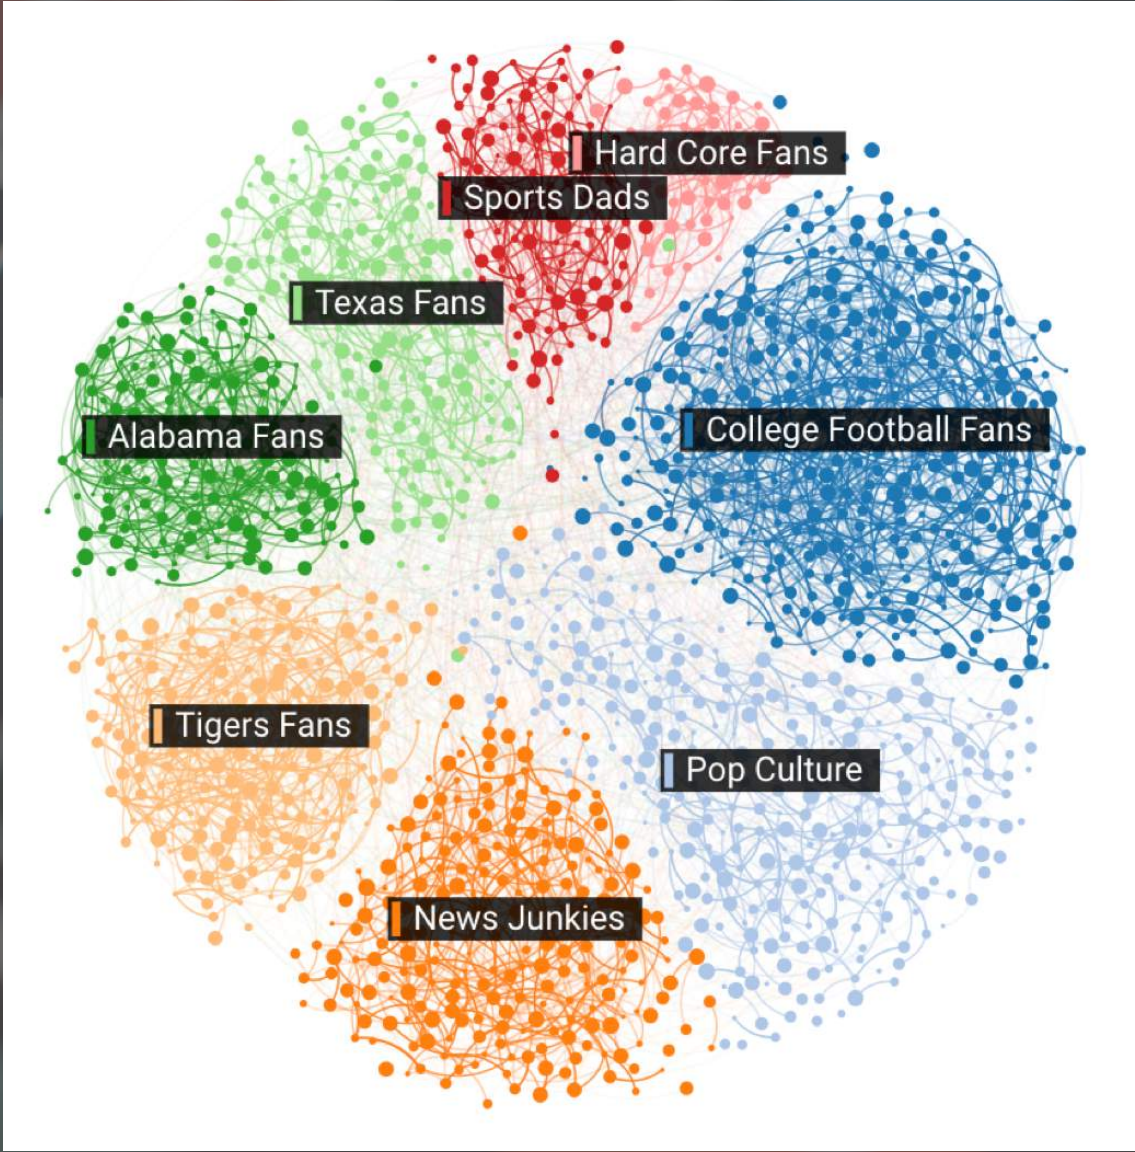 Hard Core Fans
Sports Dads
Texas Fans
Alabama Fans
College Football Fans
Tigers Fans
Pop Culture
News Junkies